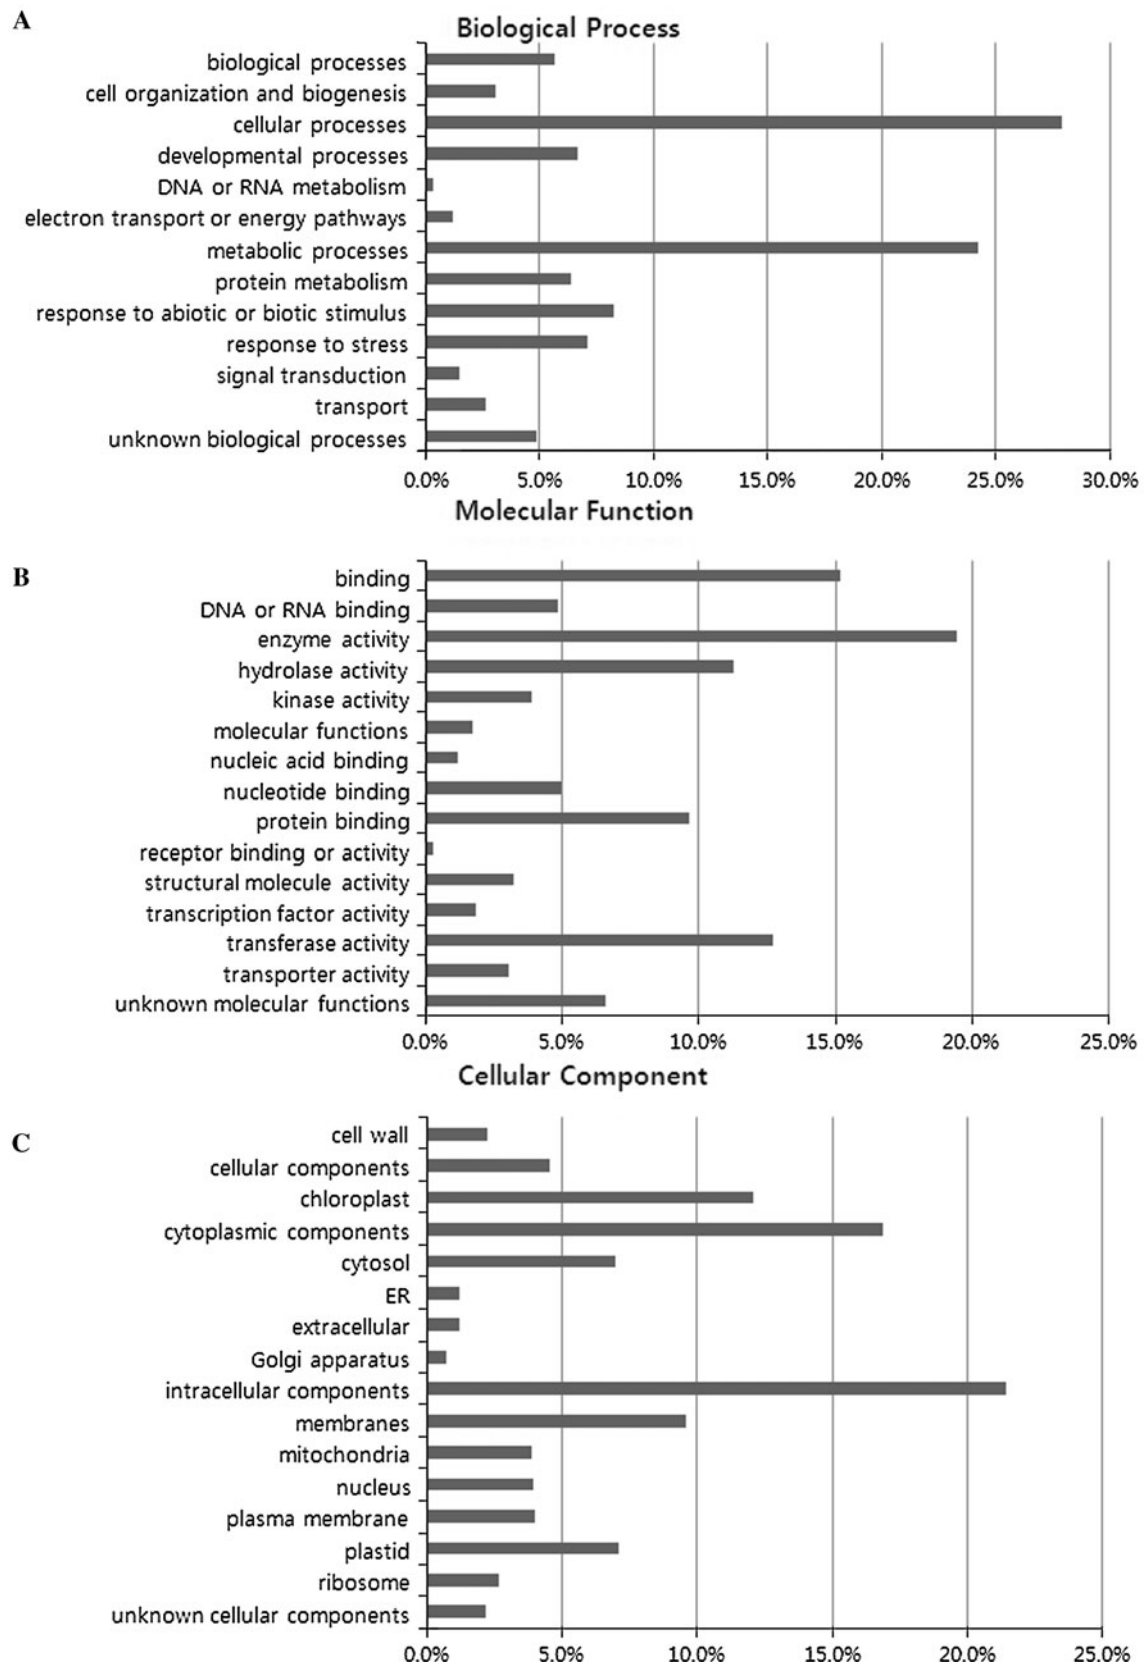 A
Biological Process
biological processes
cell organization and biogenesis
cellular processes
developmental processes
DNA or RNA metabolism
electron transport or energy pathways
metabolic processes
protein metabolism
response to abiotic or biotic stimulus
response to stress
signal transduction
transport
unknown biological processes
0.0% 5.0% 10.0% 15.0% 20.0% 25.0% 30.0%
Molecular Function
B
binding
DNA or RNA binding
enzyme activity
hydrolase activity
kinase activity
molecular functions
nucleic acid binding
nucleotide binding
protein binding
receptor binding or activity
structural molecule activity
transcription factor activity
transferase activity
transporter activity
unknown molecular functions
0.0% 5.0% 10.0% 15.0% 20.0% 25.0%
Cellular Component
C
cell wall
cellular components
chloroplast
cytoplasmic components
cytosol
ER
extracellular
Golgi apparatus
intracellular components
membranes
mitochondria
nucleus
plasma membrane
plastid
ribosome
unknown cellular components
0.0% 5.0% 10.0% 15.0% 20.0% 25.0%